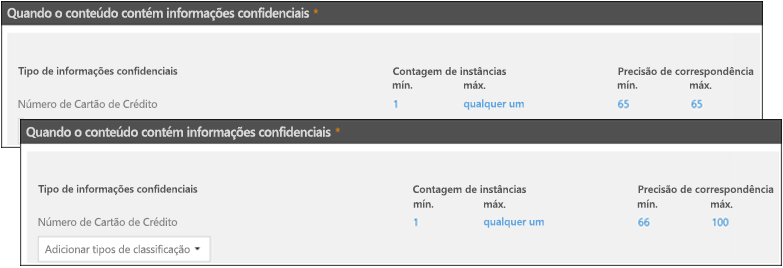 Quando o conteúdo contém informações confidenciais *
Tipo de informações confidenciais Contagem de instâncias Precisão de correspondência
mín. máx. mín. máx.
Número de Cartão de Crédito 1 qualquer um 65 65
Quando o conteúdo contém informações confidenciais *
Tipo de informações confidenciais Contagem de instâncias Precisão de correspondência
mín. máx. mín. máx.
Número de Cartão de Crédito 1 qualquer um 66 100
Adicionar tipos de classificação